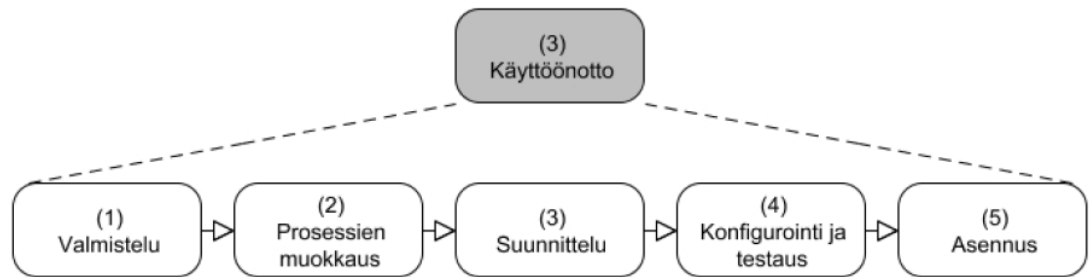 (3)
Käyttöönotto
(1)
Valmistelu
(2)
Prosessien
muokkaus
(3)
Suunnittelu
(4)
Konfigurointi ja
testaus
(5)
Asennus